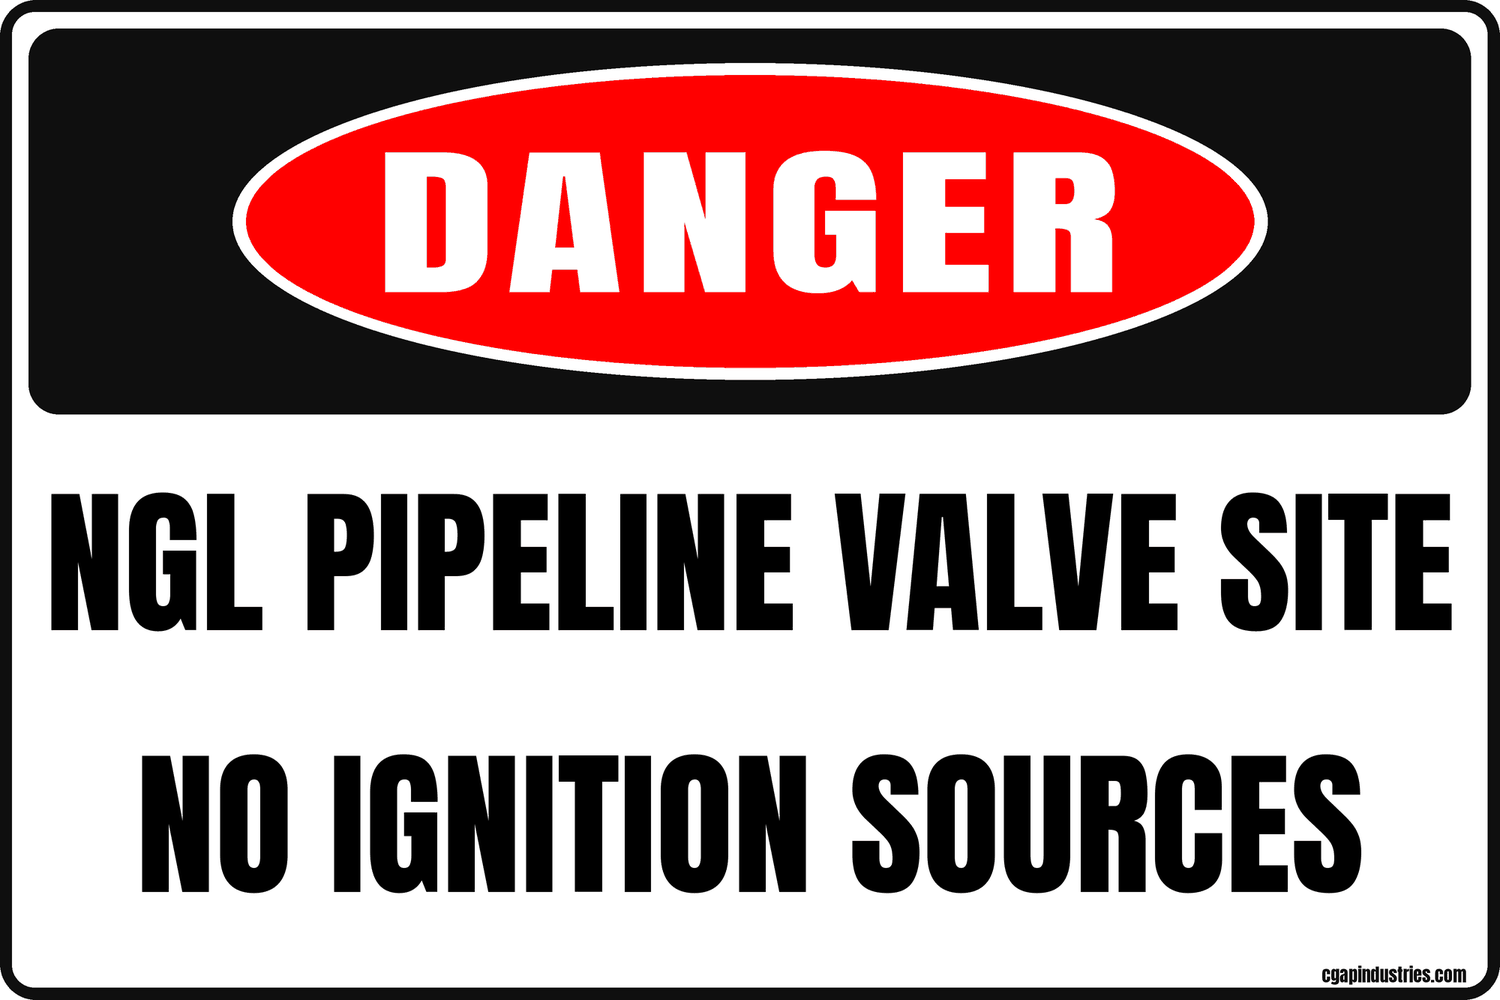 DANGER
NGL PIPELINE VALVE SITE
NO IGNITION SOURCES
cgapindustries.com